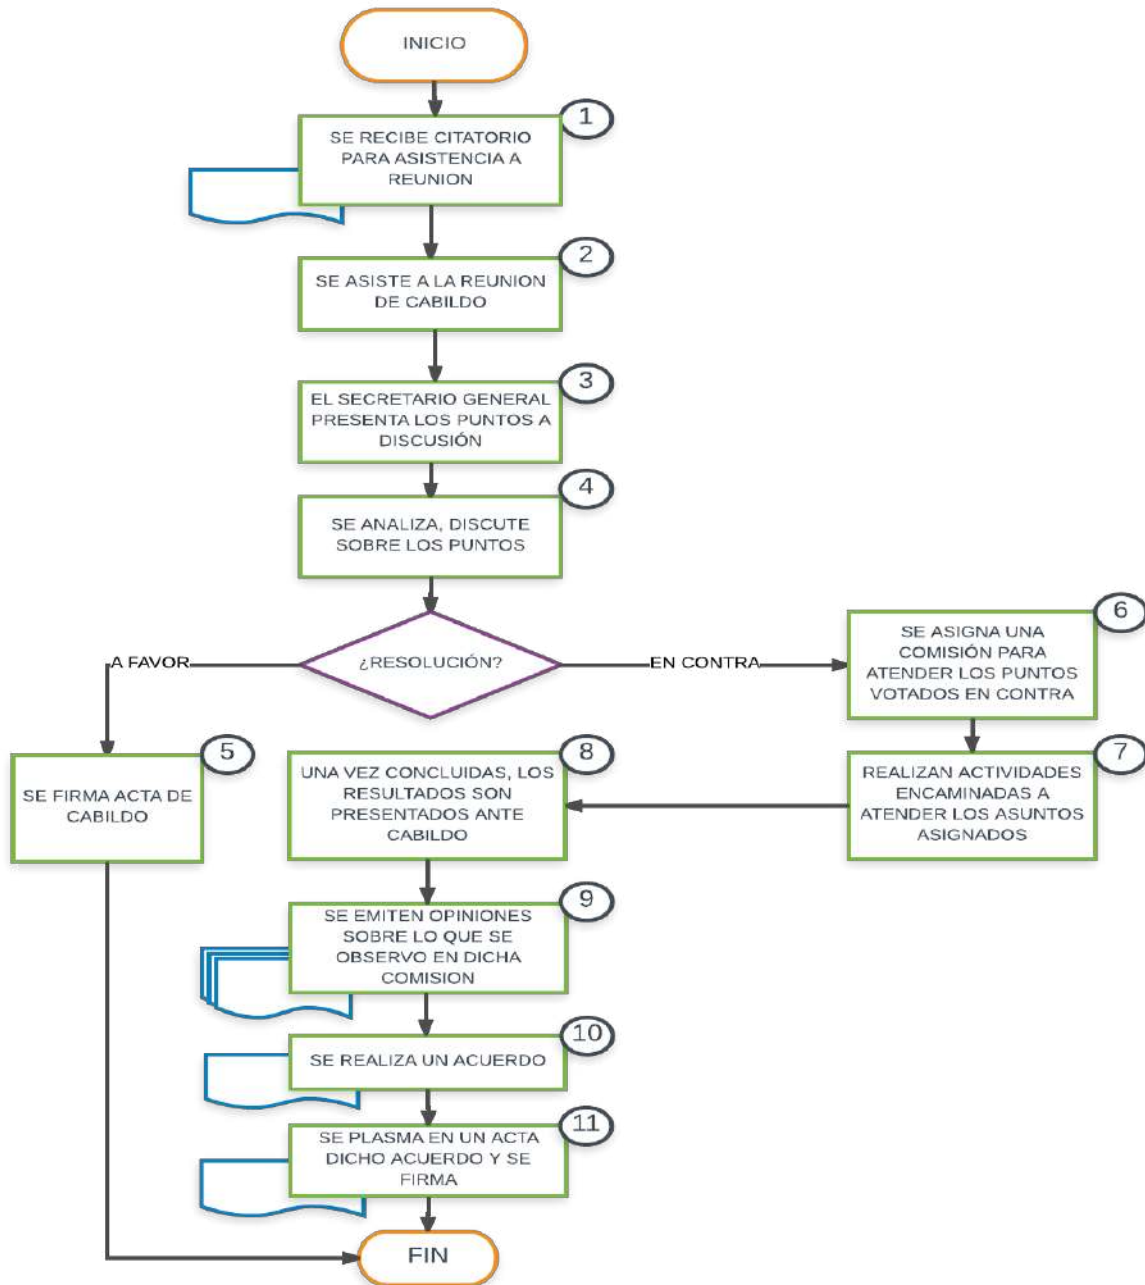 INICIO
1
SE RECIBE CITATORIO
PARA ASISTENCIA A
REUNION
2
SE ASISTE A LA REUNION
DE CABILDO
3
EL SECRETARIO GENERAL
PRESENTA LOS PUNTOS A
DISCUSIÓN
4
SE ANALIZA, DISCUTE
SOBRE LOS PUNTOS
¿RESOLUCIÓN?
A FAVOR
EN CONTRA
5
SE FIRMA ACTA DE
CABILDO
6
SE ASIGNA UNA
COMISIÓN PARA
ATENDER LOS PUNTOS
VOTADOS EN CONTRA
7
REALIZAN ACTIVIDADES
ENCAMINADAS A
ATENDER LOS ASUNTOS
ASIGNADOS
8
UNA VEZ CONCLUIDAS, LOS
RESULTADOS SON
PRESENTADOS ANTE
CABILDO
9
SE EMITEN OPINIONES
SOBRE LO QUE SE
OBSERVO EN DICHA
COMISION
10
SE REALIZA UN ACUERDO
11
SE PLASMA EN UN ACTA
DICHO ACUERDO Y SE
FIRMA
FIN